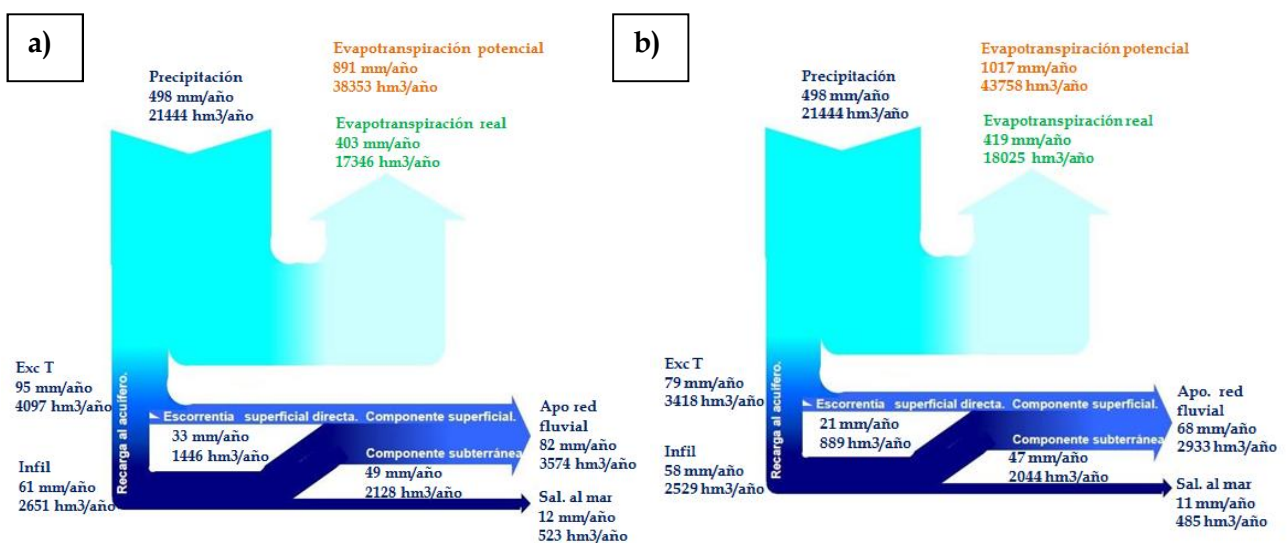 a)
Evapotranspiración potencial
891 mm/año
38353 hm3/año
Precipitación
498 mm/año
21444 hm3/año
Evapotranspiración real
403 mm/año
17346 hm3/año
Exc T
95 mm/año
4097 hm3/año
Recarga al acuífero.
Escorrentía superficial directa. Componente superficial.
33 mm/año
1446 hm3/año
Apo red
fluvial
82 mm/año
3574 hm3/año
Componente subterránea
49 mm/año
2128 hm3/año
Infil
61 mm/año
2651 hm3/año
Sal. al mar
12 mm/año
523 hm3/año
b)
Evapotranspiración potencial
1017 mm/año
43758 hm3/año
Precipitación
498 mm/año
21444 hm3/año
Evapotranspiración real
419 mm/año
18025 hm3/año
Exc T
79 mm/año
3418 hm3/año
Recarga al acuífero.
Escorrentía superficial directa. Componente superficial.
21 mm/año
889 hm3/año
Apo. red
fluvial
68 mm/año
2933 hm3/año
Componente subterránea
47 mm/año
2044 hm3/año
Infil
58 mm/año
2529 hm3/año
Sal. al mar
11 mm/año
485 hm3/año